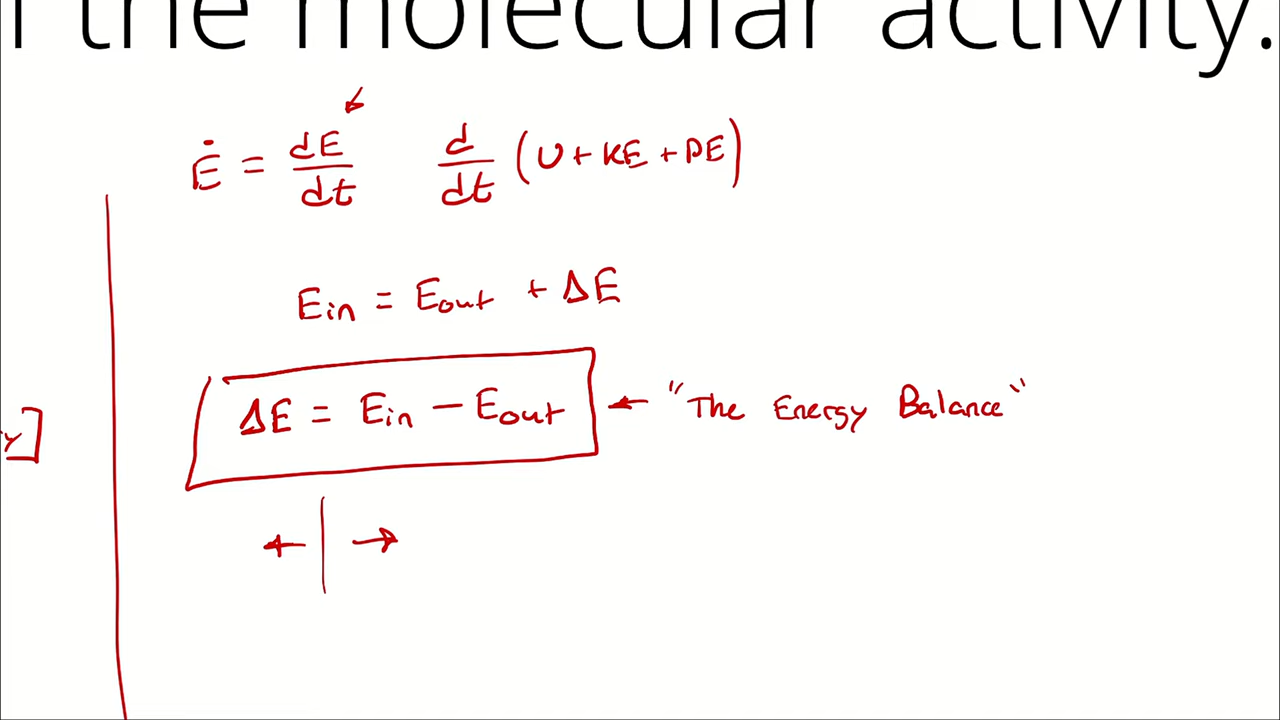 the molecular activity.
Ė = dE/dt d/dt (U + KE + PE)
Ein = Eout + ΔE
ΔE = Ein − Eout ← "The Energy Balance"
y]
← | →